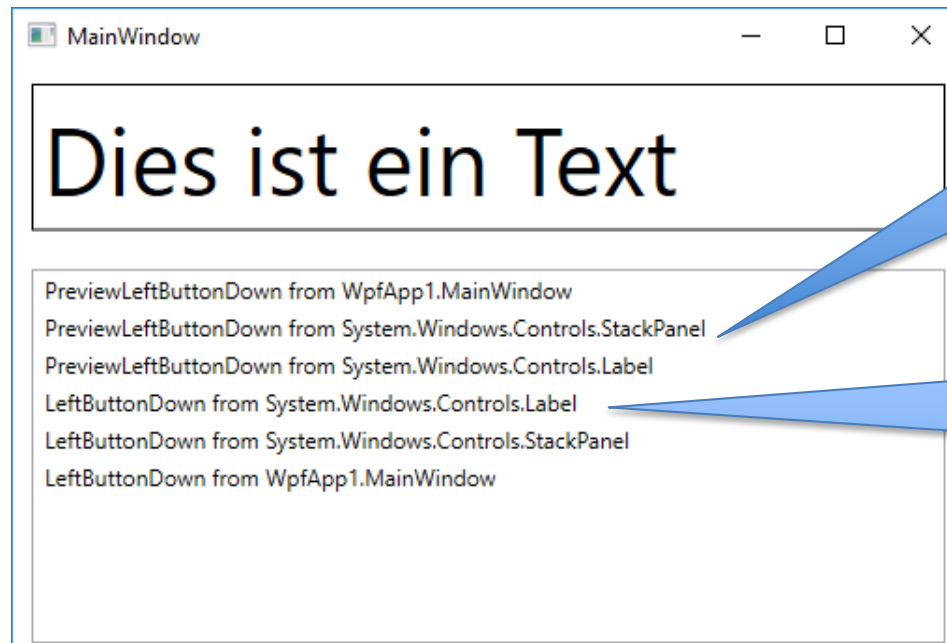 MainWindow
Dies ist ein Text
PreviewLeftButtonDown from WpfApp1.MainWindow
PreviewLeftButtonDown from System.Windows.Controls.StackPanel
PreviewLeftButtonDown from System.Windows.Controls.Label
LeftButtonDown from System.Windows.Controls.Label
LeftButtonDown from System.Windows.Controls.StackPanel
LeftButtonDown from WpfApp1.MainWindow